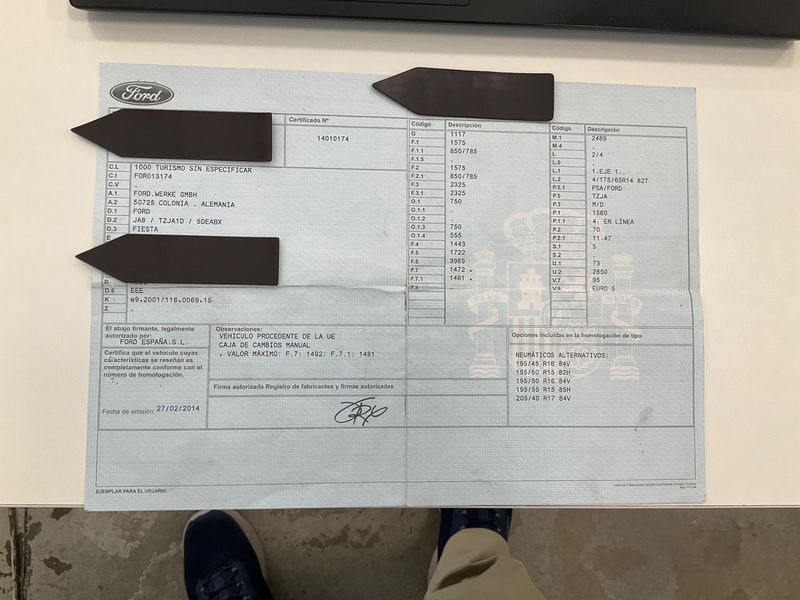 Ford
Certificado Nº
14010174
C.L 1000 TURISMO SIN ESPECIFICAR
C.I FOR013174
C.V -
A.1 FORD.WERKE GMBH
A.2 50725 COLONIA . ALEMANIA
D.1 FORD
D.2 JA8 / TZJA1D / 5DEABX
D.3 FIESTA
E
R
D.6 EEE
K e9.2001/116.0069.15
Z -
Código Descripción
G 1117
F.1 1575
F.1.1 850/785
F.1.5
F.2 1575
F.2.1 850/785
F.3 2325
F.3.1 2325
O.1 750
O.1.1 -
O.1.2 -
O.1.3 750
O.1.4 555
F.4 1443
F.5 1722
F.6 3969
F.7 1472 .
F.7.1 1461 .
F.8 -
Código Descripción
M.1 2489
M.4 -
L 2/4
L.0 -
L.1 1.EJE 1..
L.2 4/175/65R14 82T
P.5.1 PSA/FORD
P.5 TZJA
P.3 M/D
P.1 1560
P.1.1 4. EN LÍNEA
P.2 70
P.2.1 11.47
S.1 5
S.2 -
U.1 73
U.2 2850
V.7 95
V.9 EURO 5
El abajo firmante, legalmente
autorizado por:
FORD ESPAÑA.S.L.
Certifica que el vehículo cuyas
características se reseñan es
completamente conforme con el
número de homologación.
Fecha de emisión: 27/02/2014
Observaciones:
VEHICULO PROCEDENTE DE LA UE
CAJA DE CAMBIOS MANUAL
. VALOR MÁXIMO: F.7: 1492; F.7.1: 1481
Firma autorizada Registro de fabricantes y firmas autorizadas
Opciones incluidas en la homologación de tipo
NEUMÁTICOS ALTERNATIVOS:
195/45 R16 84V
195/50 R15 82H
195/50 R16 84V
195/55 R15 85H
205/40 R17 84V
EJEMPLAR PARA EL USUARIO